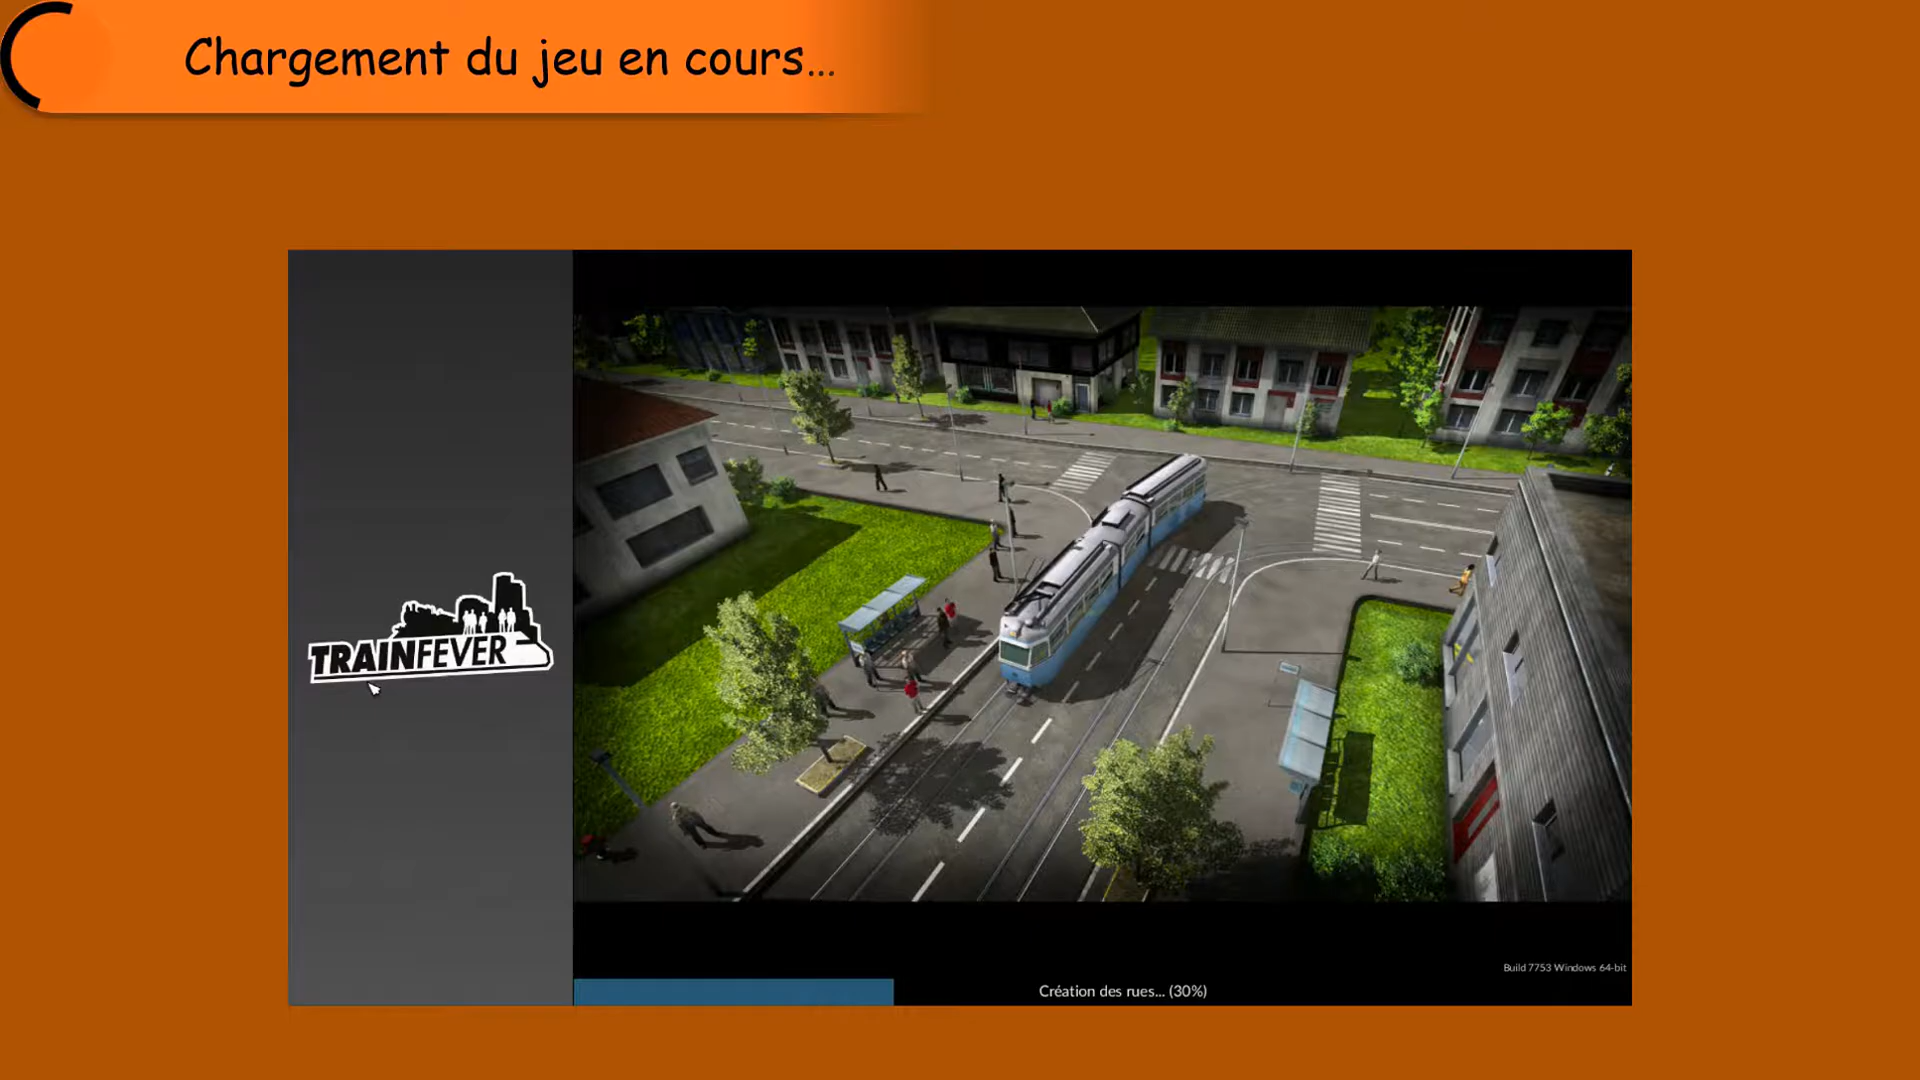 Chargement du jeu en cours...
TRAINFEVER
Build 7753 Windows 64-bit
Création des rues... (30%)